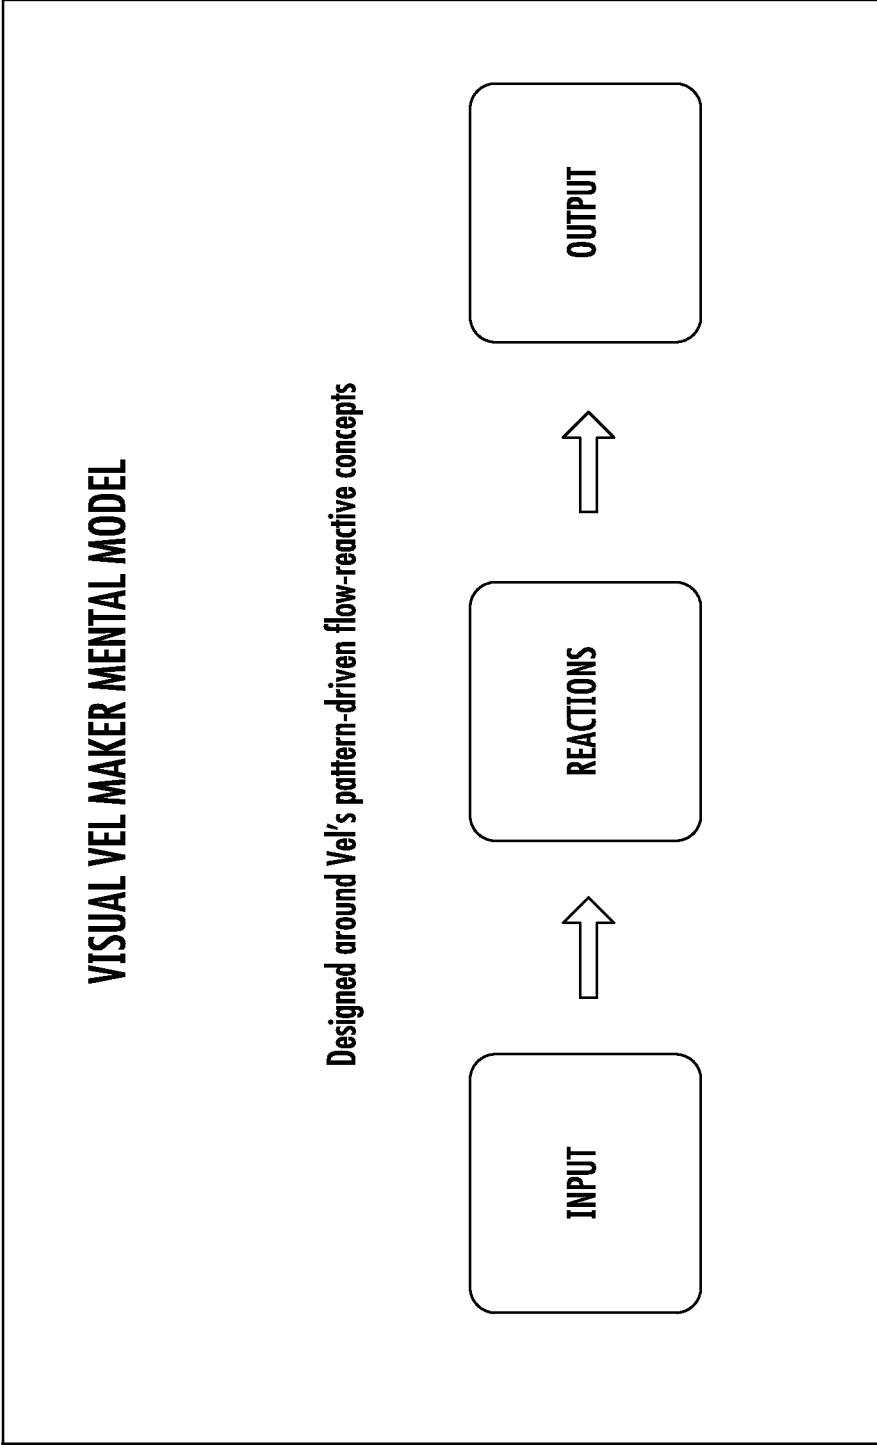 VISUAL VEL MAKER MENTAL MODEL
Designed around Vel's pattern-driven flow-reactive concepts
INPUT
REACTIONS
OUTPUT